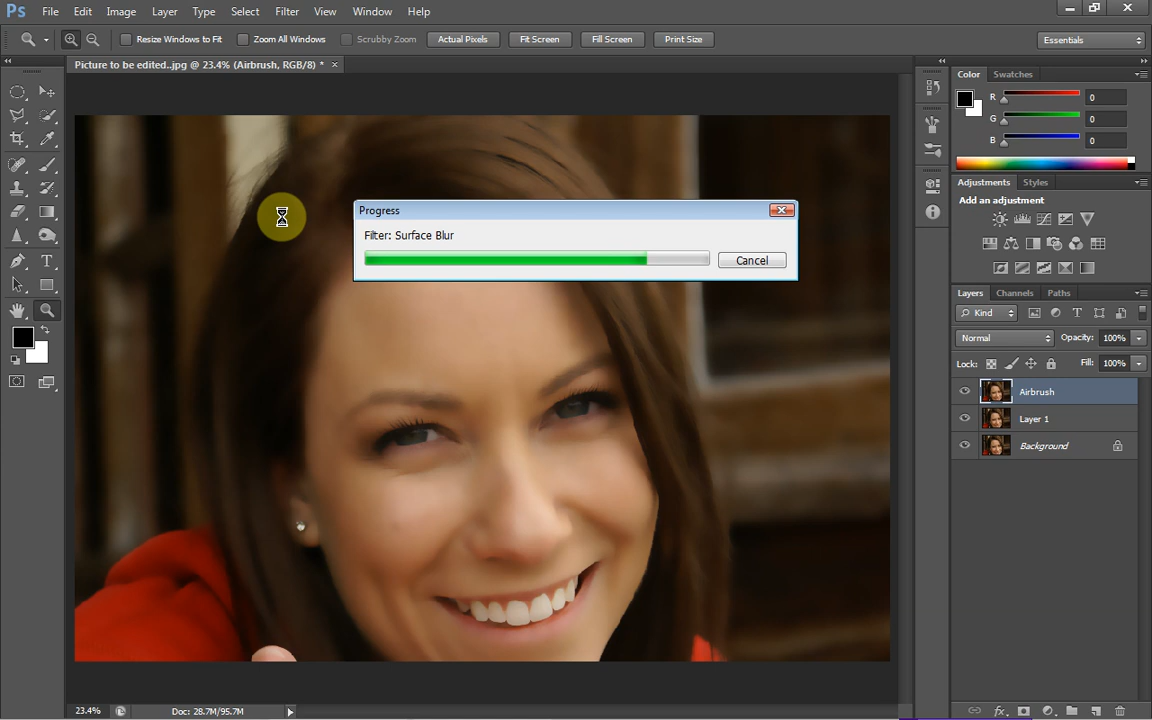 Ps File Edit Image Layer Type Select Filter View Window Help
Resize Windows to Fit Zoom All Windows Scrubby Zoom Actual Pixels Fit Screen Fill Screen Print Size Essentials
Picture to be edited..jpg @ 23.4% (Airbrush, RGB/8) * ×
Color Swatches
R 0
G 0
B 0
Adjustments Styles
Add an adjustment
Progress
Filter: Surface Blur
Cancel
Layers Channels Paths
Kind
Normal Opacity: 100%
Lock: Fill: 100%
Airbrush
Layer 1
Background
23.4% Doc: 28.7M/95.7M